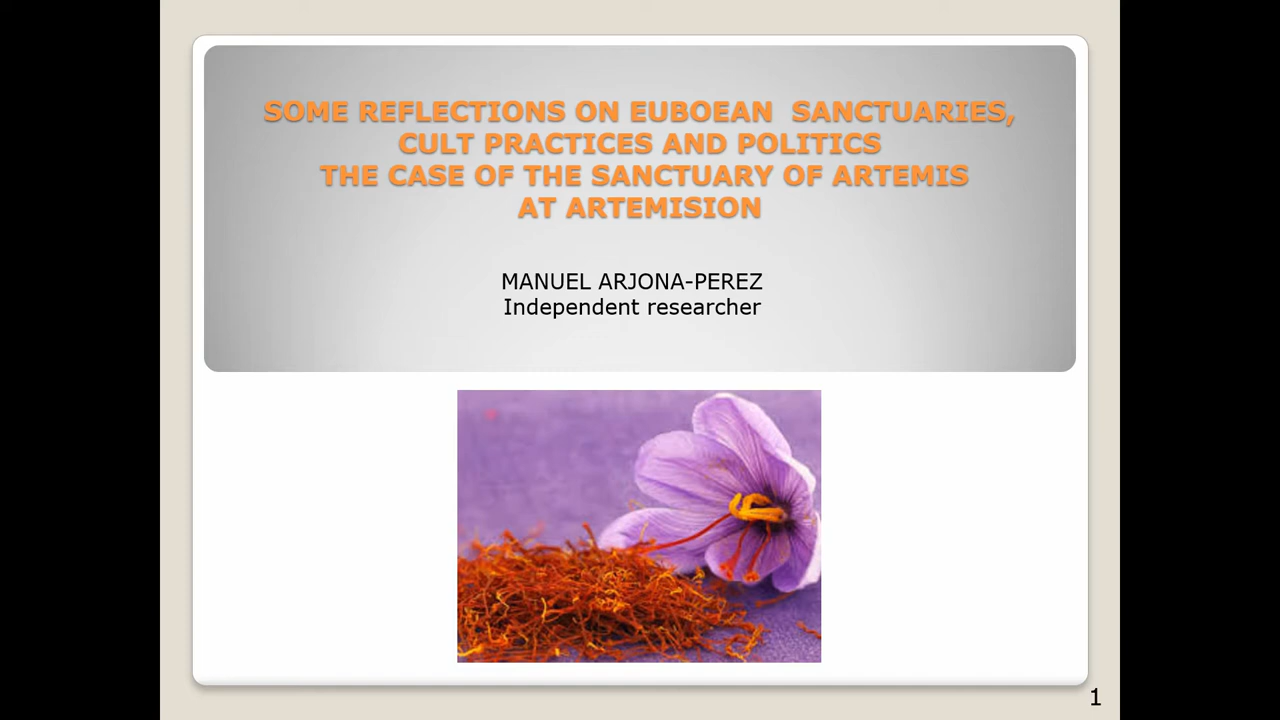 SOME REFLECTIONS ON EUBOEAN SANCTUARIES,
CULT PRACTICES AND POLITICS
THE CASE OF THE SANCTUARY OF ARTEMIS
AT ARTEMISION
MANUEL ARJONA-PEREZ
Independent researcher
1